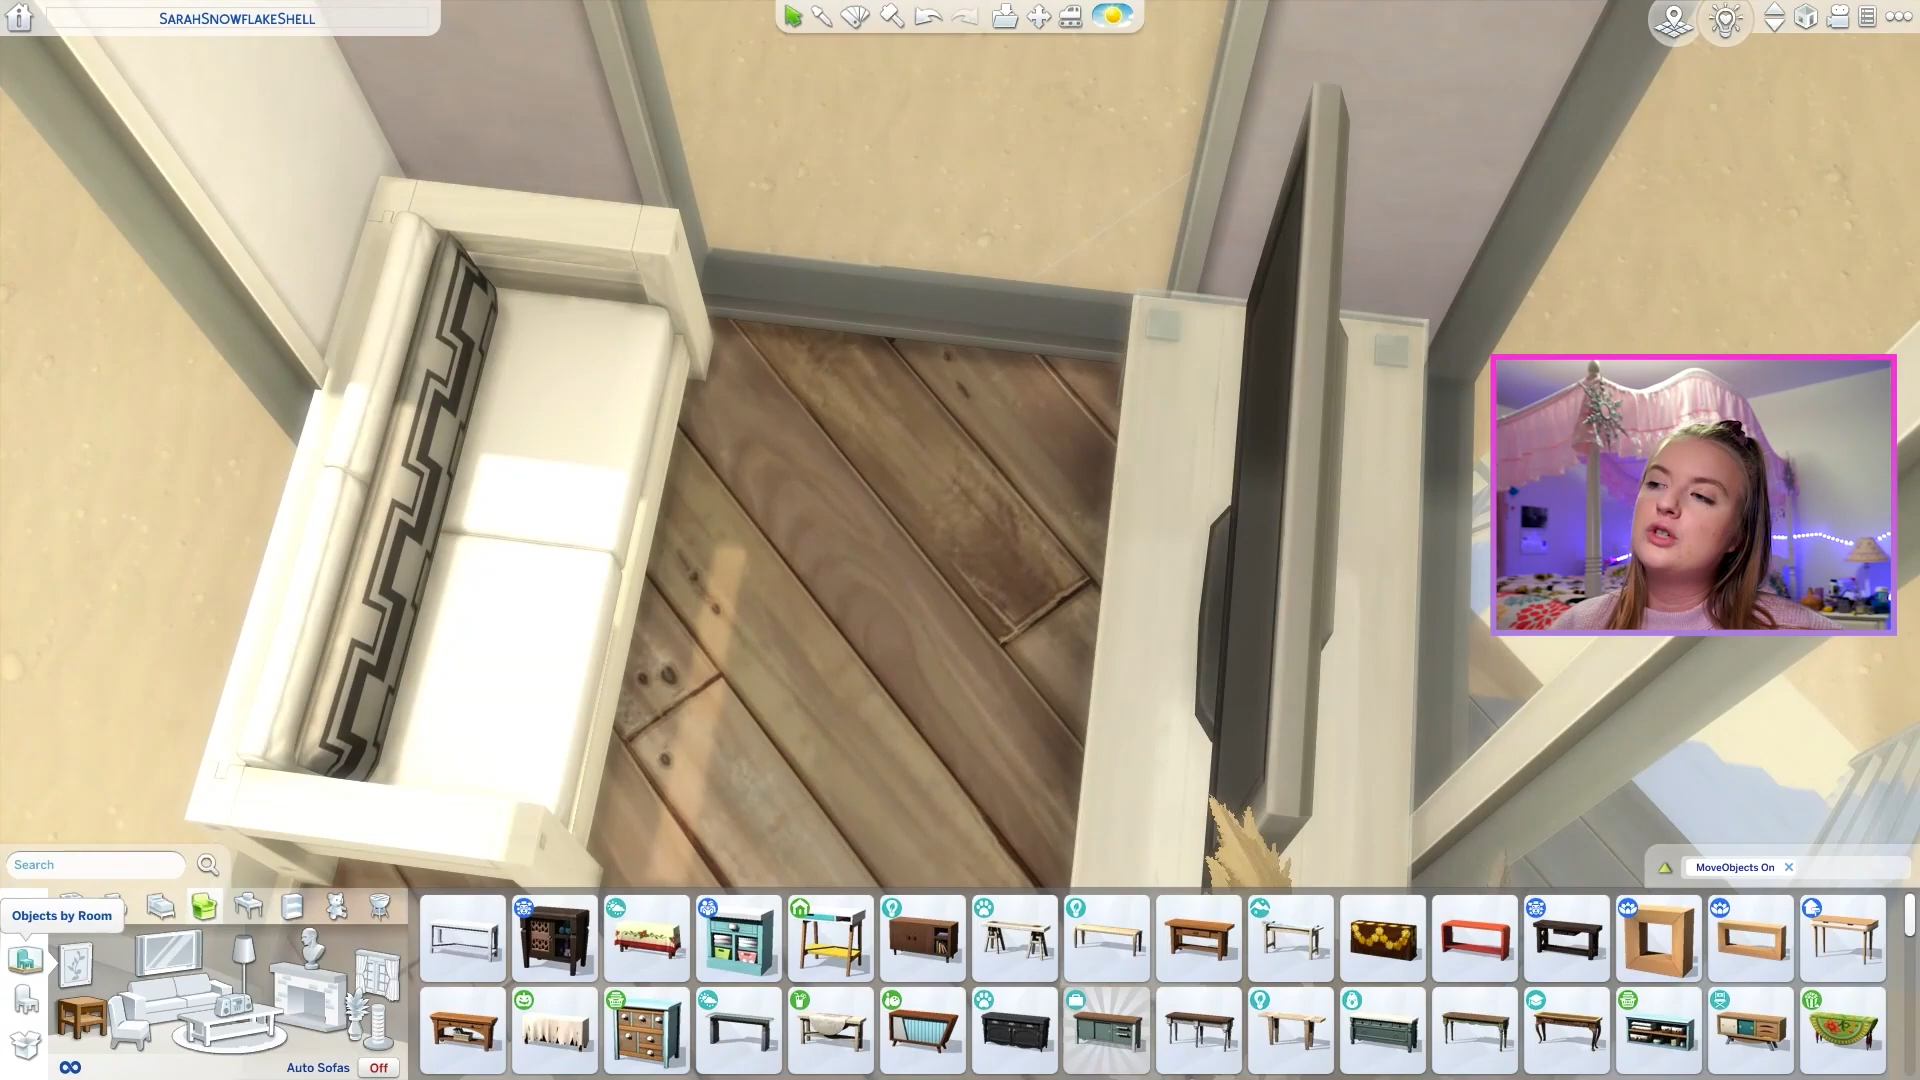 SARAHSNOWFLAKESHELL
Search
MoveObjects On
Objects by Room
Auto Sofas
Off